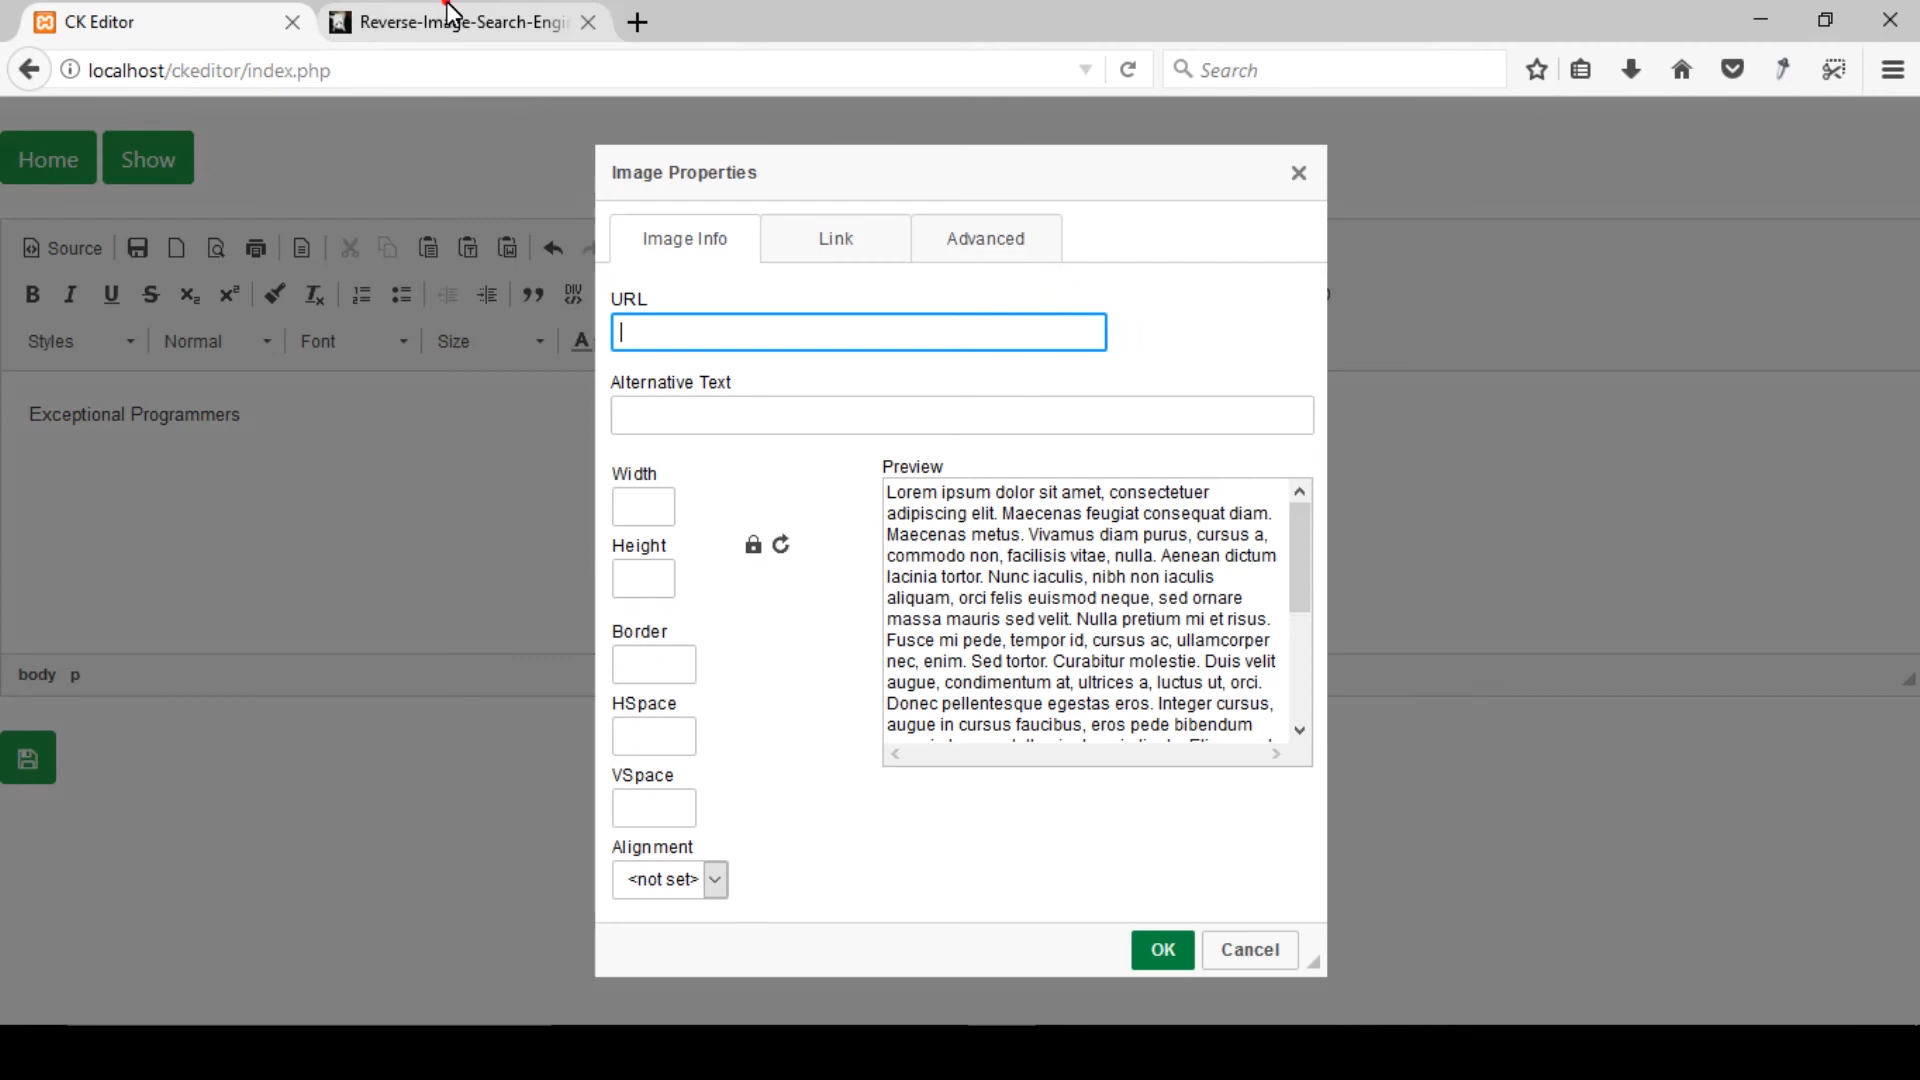 CK Editor
Reverse-Image-Search-Engi
localhost/ckeditor/index.php
Search
Home
Show
Image Properties
Image Info
Link
Advanced
Source
Styles
Normal
Font
Size
Exceptional Programmers
body p
URL
Alternative Text
Width
Height
Border
HSpace
VSpace
Alignment
<not set>
Preview
Lorem ipsum dolor sit amet, consectetuer
adipiscing elit. Maecenas feugiat consequat diam.
Maecenas metus. Vivamus diam purus, cursus a,
commodo non, facilisis vitae, nulla. Aenean dictum
lacinia tortor. Nunc iaculis, nibh non iaculis
aliquam, orci felis euismod neque, sed ornare
massa mauris sed velit. Nulla pretium mi et risus.
Fusce mi pede, tempor id, cursus ac, ullamcorper
nec, enim. Sed tortor. Curabitur molestie. Duis velit
augue, condimentum at, ultrices a, luctus ut, orci.
Donec pellentesque egestas eros. Integer cursus,
augue in cursus faucibus, eros pede bibendum
OK
Cancel